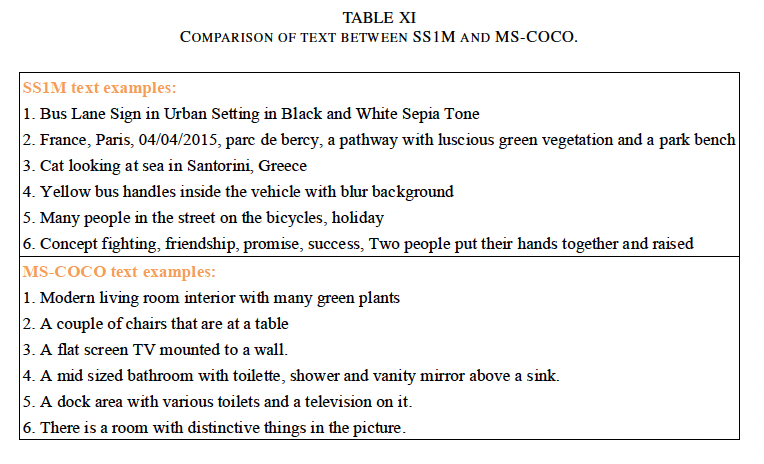 TABLE XI
COMPARISON OF TEXT BETWEEN SS1M AND MS-COCO.
SS1M text examples:
1. Bus Lane Sign in Urban Setting in Black and White Sepia Tone
2. France, Paris, 04/04/2015, parc de bercy, a pathway with luscious green vegetation and a park bench
3. Cat looking at sea in Santorini, Greece
4. Yellow bus handles inside the vehicle with blur background
5. Many people in the street on the bicycles, holiday
6. Concept fighting, friendship, promise, success, Two people put their hands together and raised
MS-COCO text examples:
1. Modern living room interior with many green plants
2. A couple of chairs that are at a table
3. A flat screen TV mounted to a wall.
4. A mid sized bathroom with toilette, shower and vanity mirror above a sink.
5. A dock area with various toilets and a television on it.
6. There is a room with distinctive things in the picture.